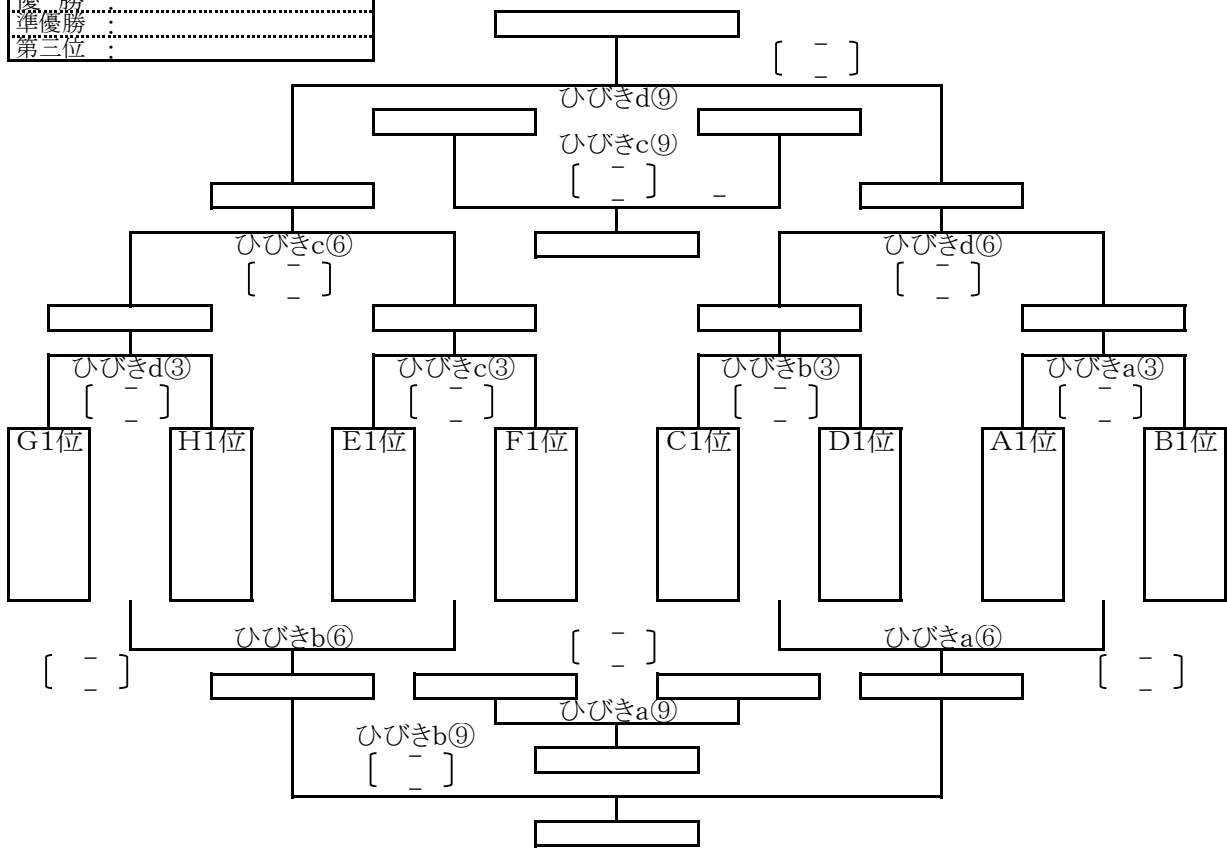 優　勝　：
準優勝　：
第三位　：
〔　－　〕
－
ひびきd⑨
ひびきc⑨
〔　－　〕　－
－
ひびきc⑥　ひびきd⑥
〔　－　〕　〔　－　〕
－　－
ひびきd③　ひびきc③　ひびきb③　ひびきa③
〔　－　〕　〔　－　〕　〔　－　〕　〔　－　〕
－　－　－　－
G1位　H1位　E1位　F1位　C1位　D1位　A1位　B1位
ひびきb⑥　〔　－　〕　ひびきa⑥
－
〔　－　〕　〔　－　〕
－　－
ひびきa⑨
ひびきb⑨
〔　－　〕
－